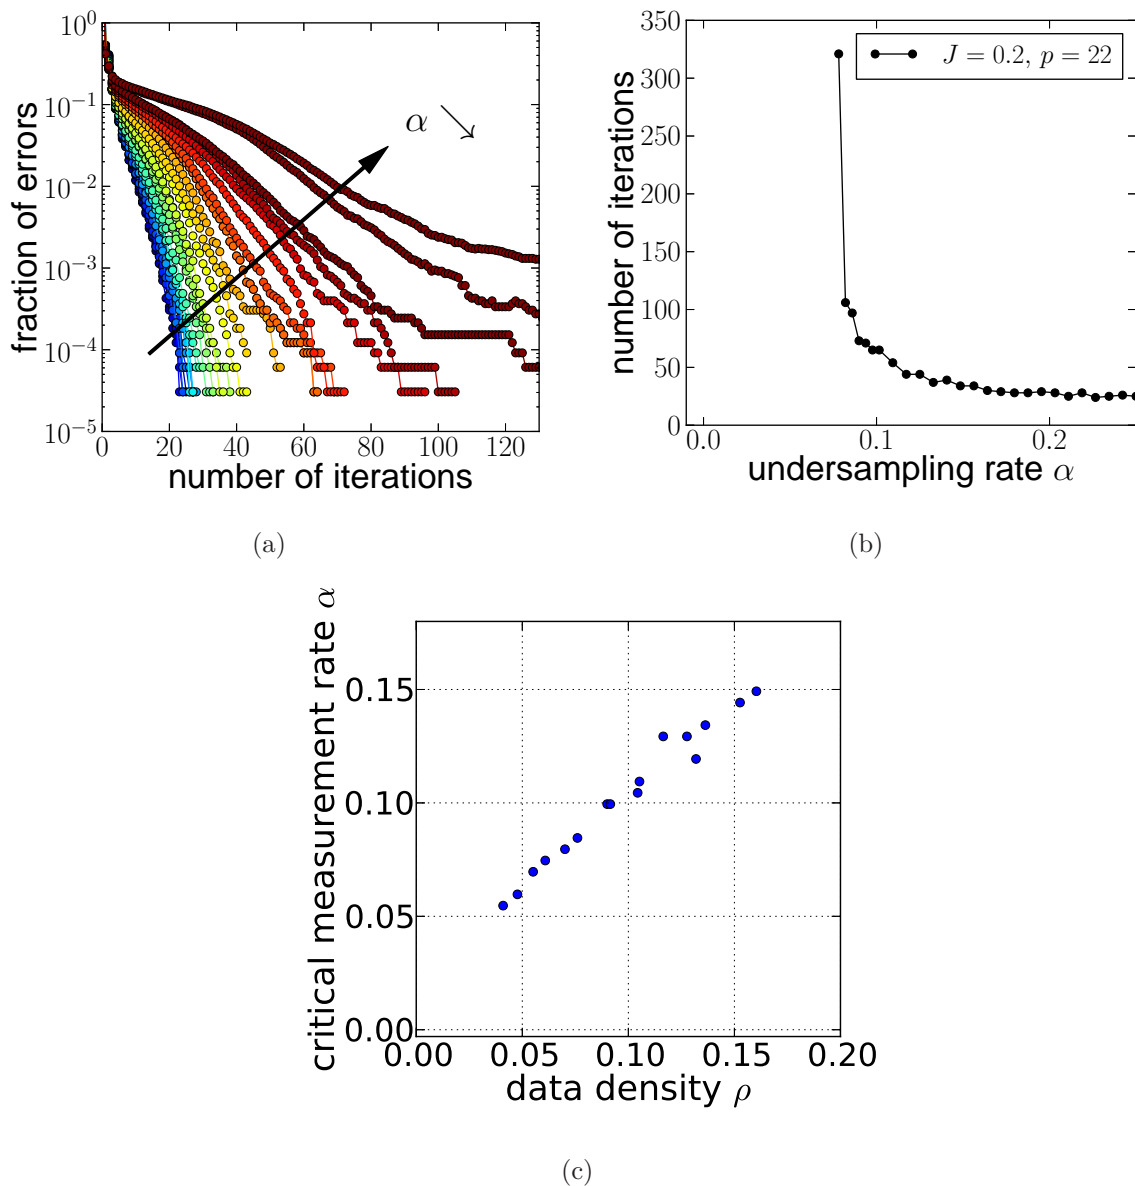 10^0
10^{-1}
10^{-2}
10^{-3}
10^{-4}
10^{-5}
fraction of errors
α ↘
0 20 40 60 80 100 120
number of iterations
(a)
350
300
250
200
150
100
50
0
number of iterations
J = 0.2, p = 22
0.0 0.1 0.2
undersampling rate α
(b)
critical measurement rate α
0.15
0.10
0.05
0.00
0.00 0.05 0.10 0.15 0.20
data density ρ
(c)